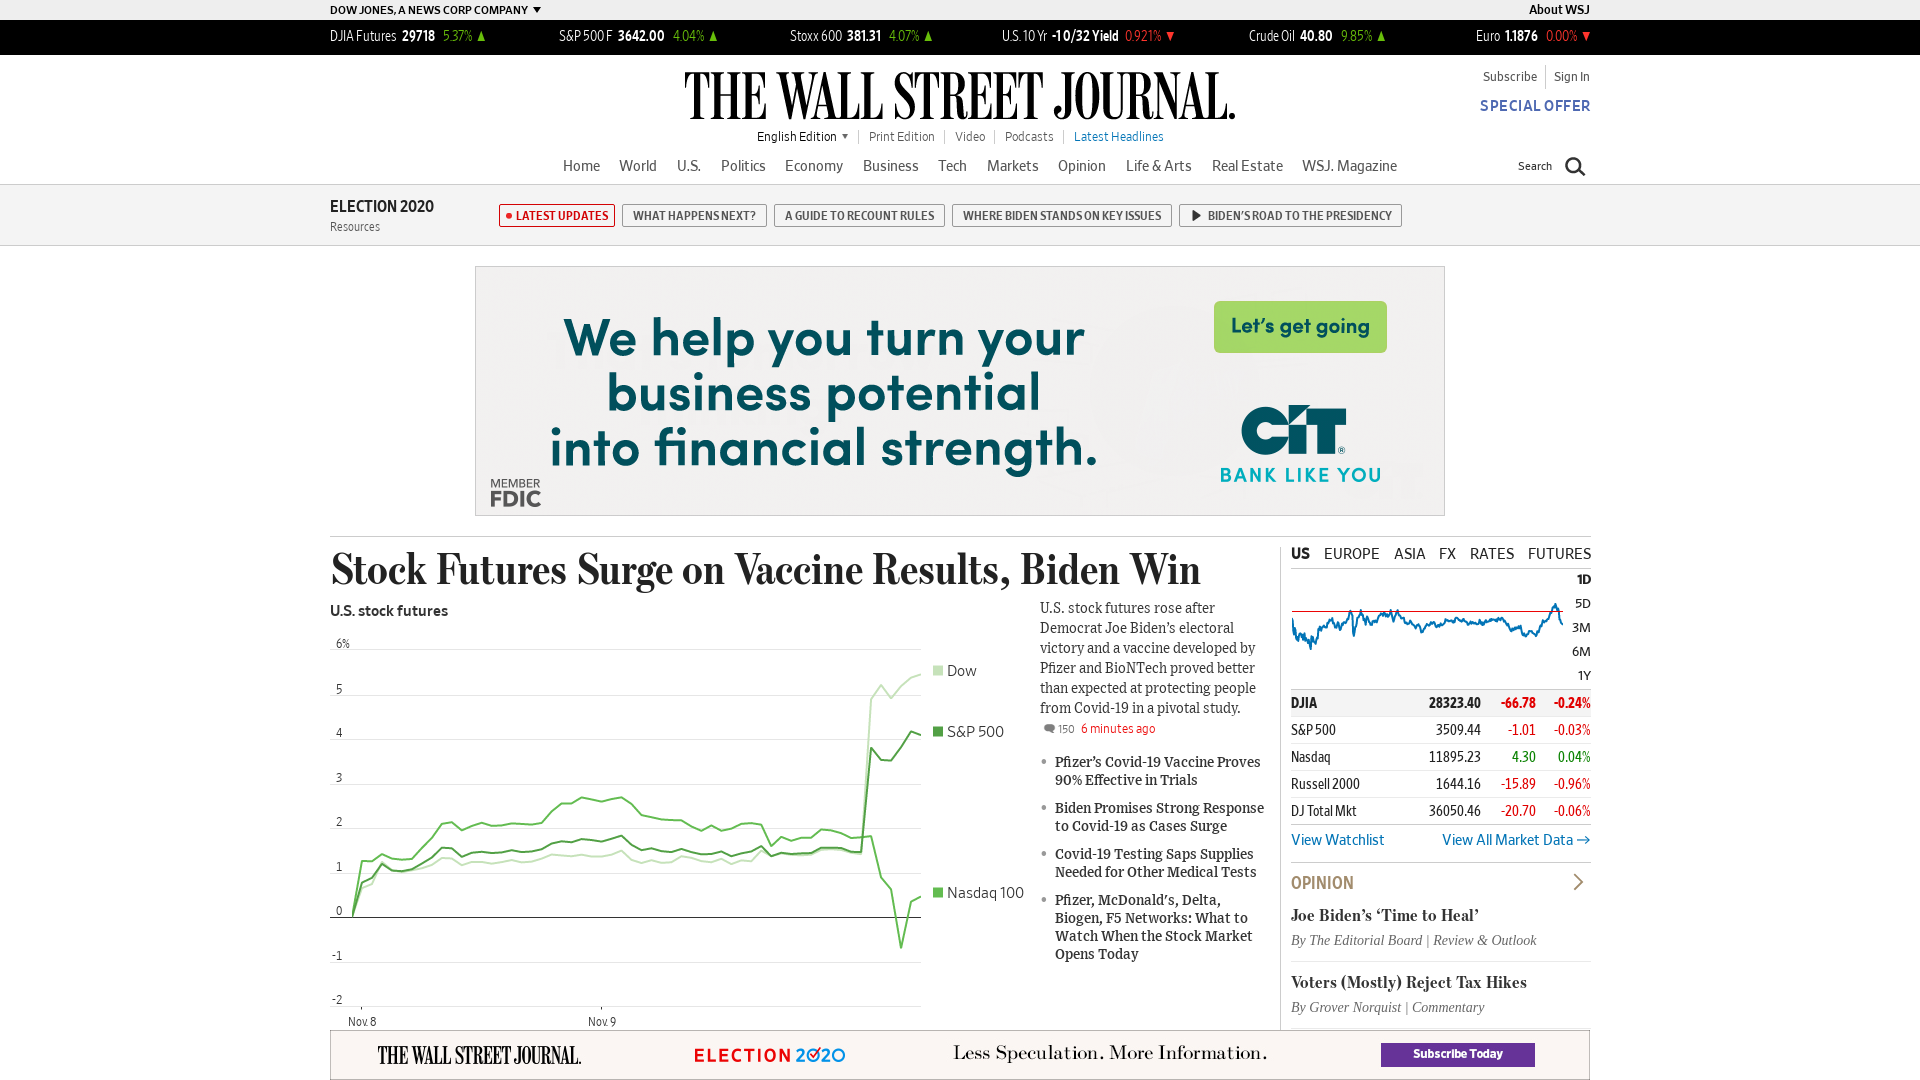 DOW JONES, A NEWS CORP COMPANY
About WSJ
DJIA Futures 29718 5.37%
S&P 500 F 3642.00 4.04%
Stoxx 600 381.31 4.07%
U.S. 10 Yr -1 0/32 Yield 0.921%
Crude Oil 40.80 9.85%
Euro 1.1876 0.00%
THE WALL STREET JOURNAL.
Subscribe
Sign In
SPECIAL OFFER
English Edition
Print Edition
Video
Podcasts
Latest Headlines
Home World U.S. Politics Economy Business Tech Markets Opinion Life & Arts Real Estate WSJ. Magazine
Search
ELECTION 2020
Resources
LATEST UPDATES
WHAT HAPPENS NEXT?
A GUIDE TO RECOUNT RULES
WHERE BIDEN STANDS ON KEY ISSUES
BIDEN'S ROAD TO THE PRESIDENCY
We help you turn your
business potential
into financial strength.
MEMBER
FDIC
Let's get going
CIT®
BANK LIKE YOU
Stock Futures Surge on Vaccine Results, Biden Win
U.S. stock futures
6%
5
4
3
2
1
0
-1
-2
Nov. 8
Nov. 9
Dow
S&P 500
Nasdaq 100
U.S. stock futures rose after
Democrat Joe Biden's electoral
victory and a vaccine developed by
Pfizer and BioNTech proved better
than expected at protecting people
from Covid-19 in a pivotal study.
150 6 minutes ago
• Pfizer's Covid-19 Vaccine Proves
90% Effective in Trials
• Biden Promises Strong Response
to Covid-19 as Cases Surge
• Covid-19 Testing Saps Supplies
Needed for Other Medical Tests
• Pfizer, McDonald's, Delta,
Biogen, F5 Networks: What to
Watch When the Stock Market
Opens Today
US EUROPE ASIA FX RATES FUTURES
1D
5D
3M
6M
1Y
DJIA 28323.40 -66.78 -0.24%
S&P 500 3509.44 -1.01 -0.03%
Nasdaq 11895.23 4.30 0.04%
Russell 2000 1644.16 -15.89 -0.96%
DJ Total Mkt 36050.46 -20.70 -0.06%
View Watchlist
View All Market Data
OPINION
Joe Biden's 'Time to Heal'
By The Editorial Board | Review & Outlook
Voters (Mostly) Reject Tax Hikes
By Grover Norquist | Commentary
THE WALL STREET JOURNAL.
ELECTION 2020
Less Speculation. More Information.
Subscribe Today